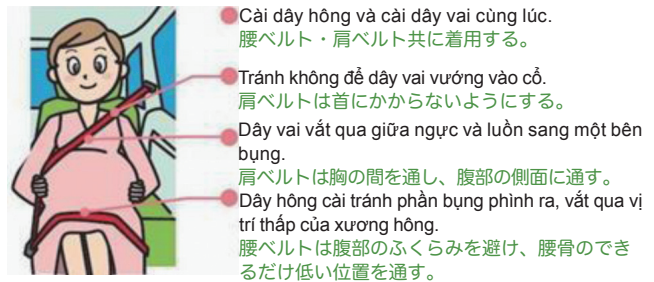 Cài dây hông và cài dây vai cùng lúc.
腰ベルト・肩ベルト共に着用する。
Tránh không để dây vai vướng vào cổ.
肩ベルトは首にかからないようにする。
Dây vai vắt qua giữa ngực và luồn sang một bên
bụng.
肩ベルトは胸の間を通し、腹部の側面に通す。
Dây hông cài tránh phần bụng phình ra, vắt qua vị
trí thấp của xương hông.
腰ベルトは腹部のふくらみを避け、腰骨のでき
るだけ低い位置を通す。